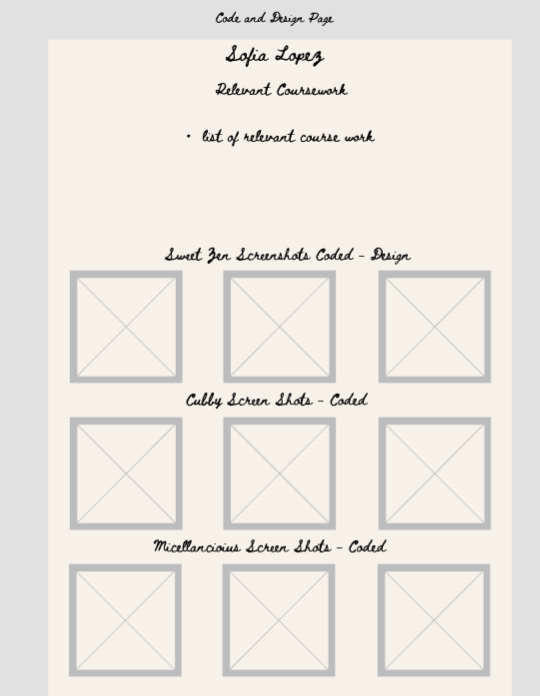 Code and Design Page
Sofia Lopez
Relevant Coursework
• list of relevant course work
Sweet Zen Screenshots Coded - Design
Cubby Screen Shots - Coded
Micellancioius Screen Shots - Coded